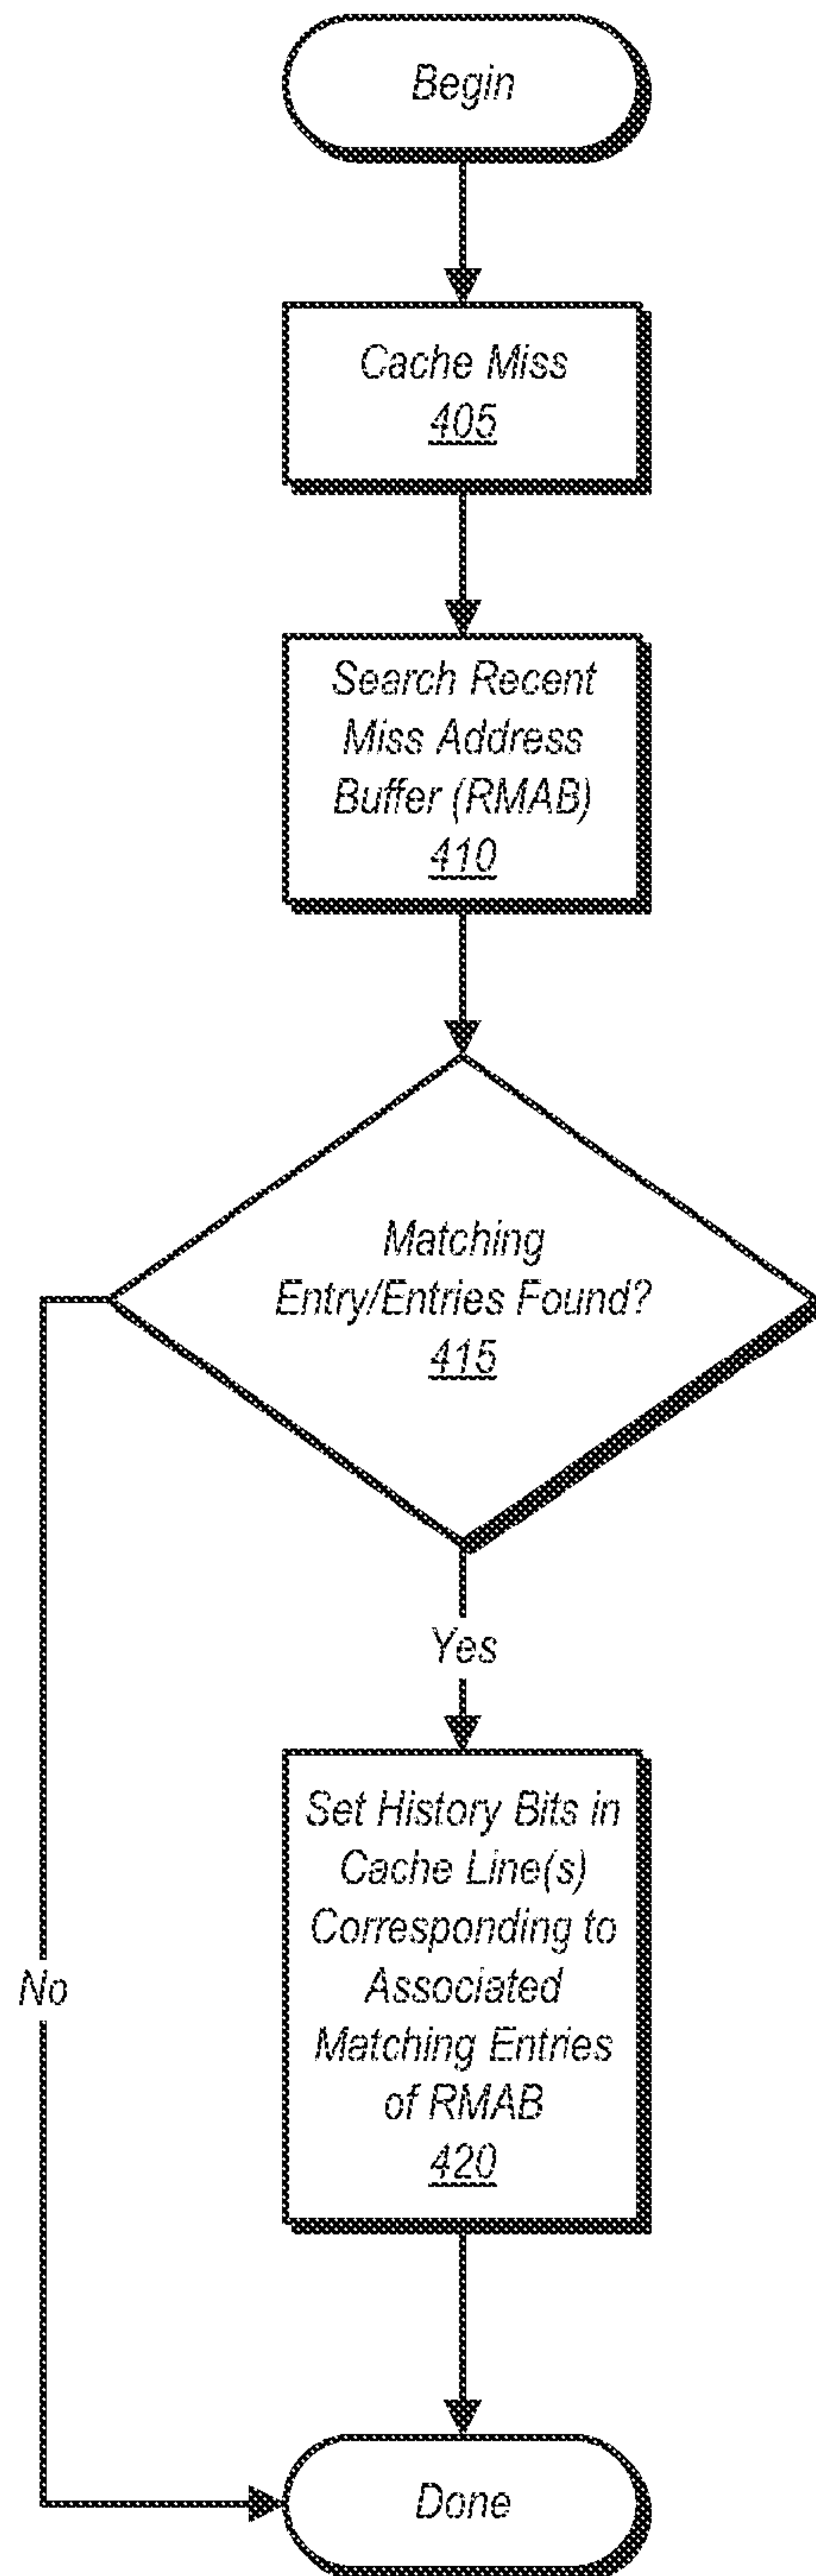 Begin
Cache Miss
405
Search Recent
Miss Address
Buffer (RMAB)
410
Matching
Entry/Entries Found?
415
Yes
Set History Bits in
Cache Line(s)
Corresponding to
Associated
Matching Entries
of RMAB
420
No
Done